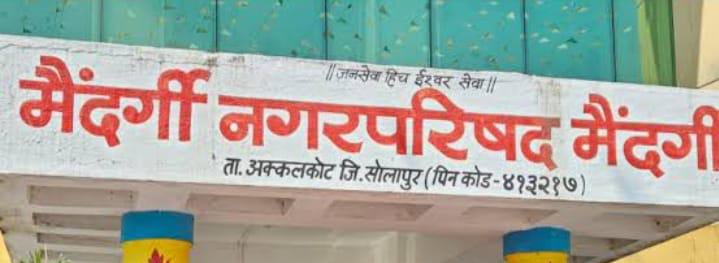 ॥ जनसेवा हिच ईश्वर सेवा ॥
मैंदर्गी नगरपरिषद मैंदर्गी
ता. अक्कलकोट जि. सोलापुर (पिन कोड - ४१३२१७)